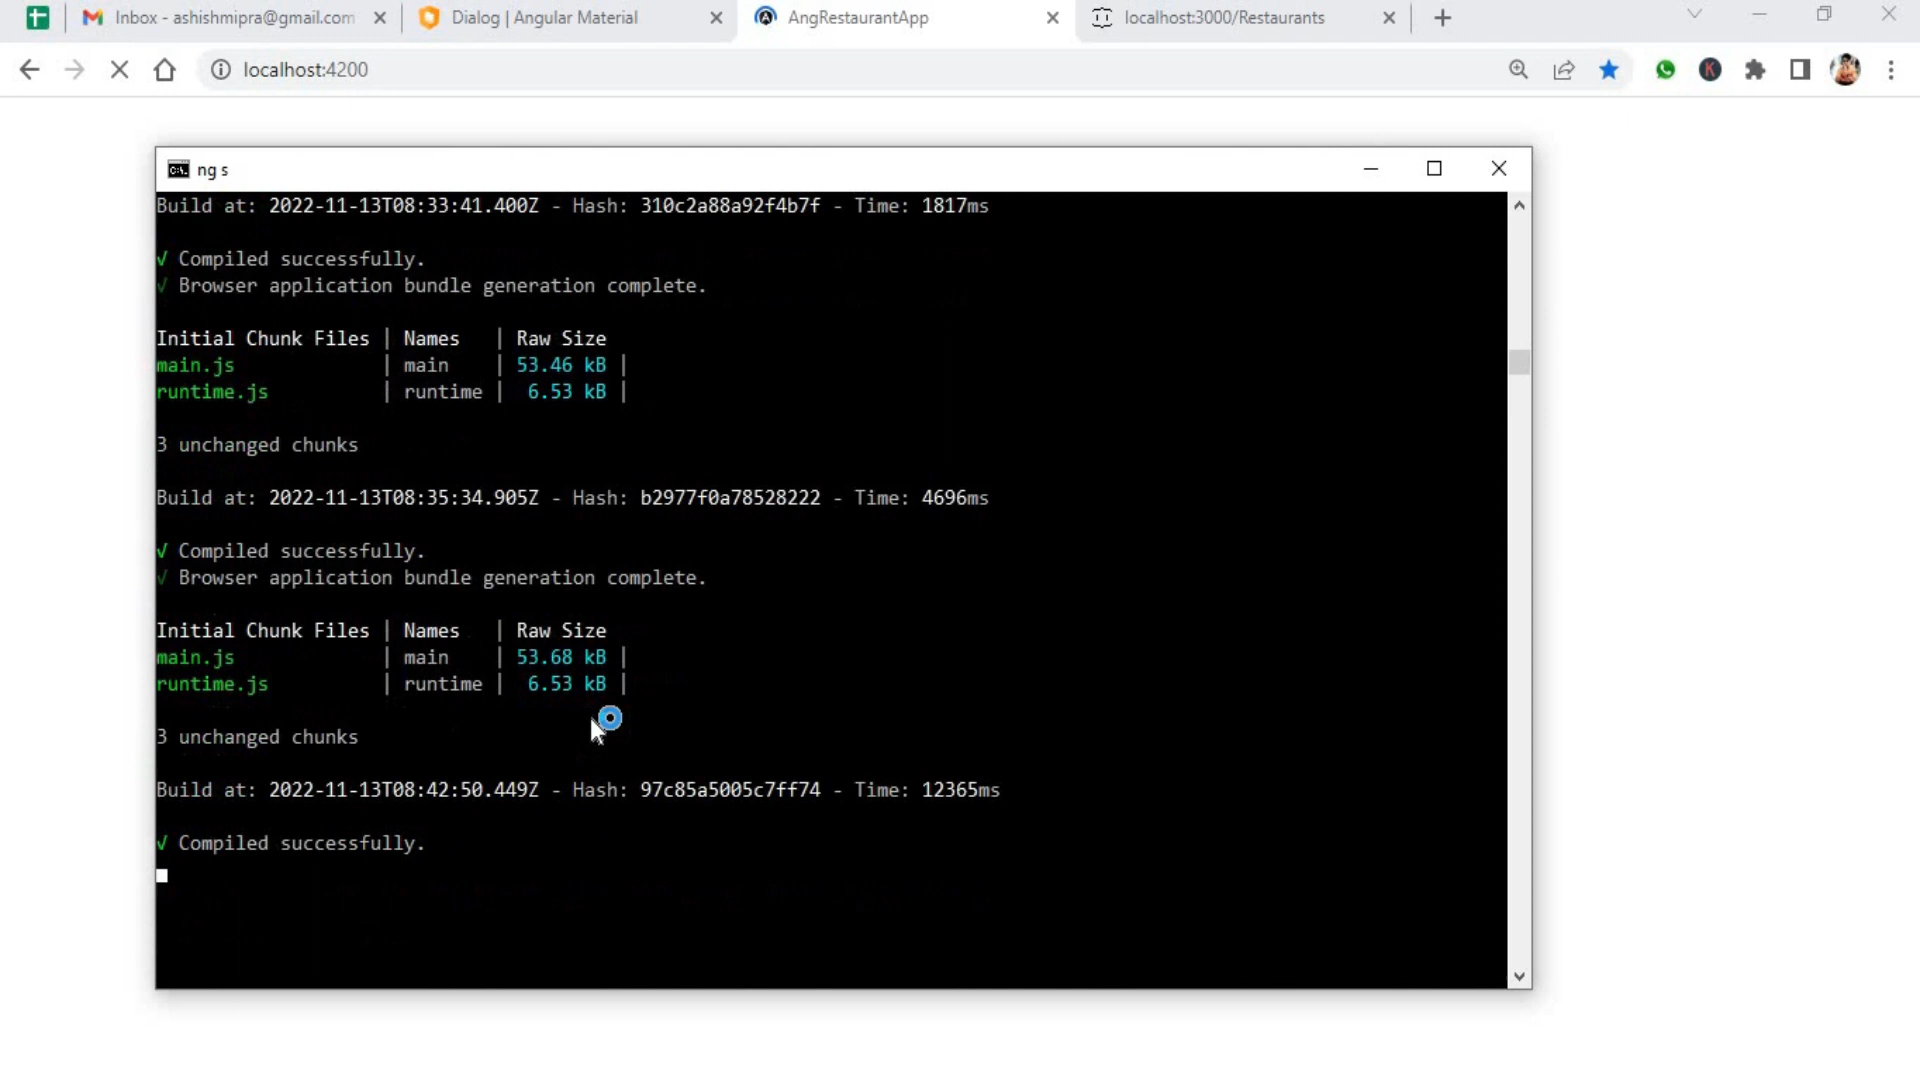 Inbox - ashishmipra@gmail.com
Dialog | Angular Material
AngRestaurantApp
localhost:3000/Restaurants
localhost:4200
ng s
Build at: 2022-11-13T08:33:41.400Z - Hash: 310c2a88a92f4b7f - Time: 1817ms
√ Compiled successfully.
√ Browser application bundle generation complete.
Initial Chunk Files | Names | Raw Size
main.js | main | 53.46 kB |
runtime.js | runtime | 6.53 kB |
3 unchanged chunks
Build at: 2022-11-13T08:35:34.905Z - Hash: b2977f0a78528222 - Time: 4696ms
√ Compiled successfully.
√ Browser application bundle generation complete.
Initial Chunk Files | Names | Raw Size
main.js | main | 53.68 kB |
runtime.js | runtime | 6.53 kB |
3 unchanged chunks
Build at: 2022-11-13T08:42:50.449Z - Hash: 97c85a5005c7ff74 - Time: 12365ms
√ Compiled successfully.